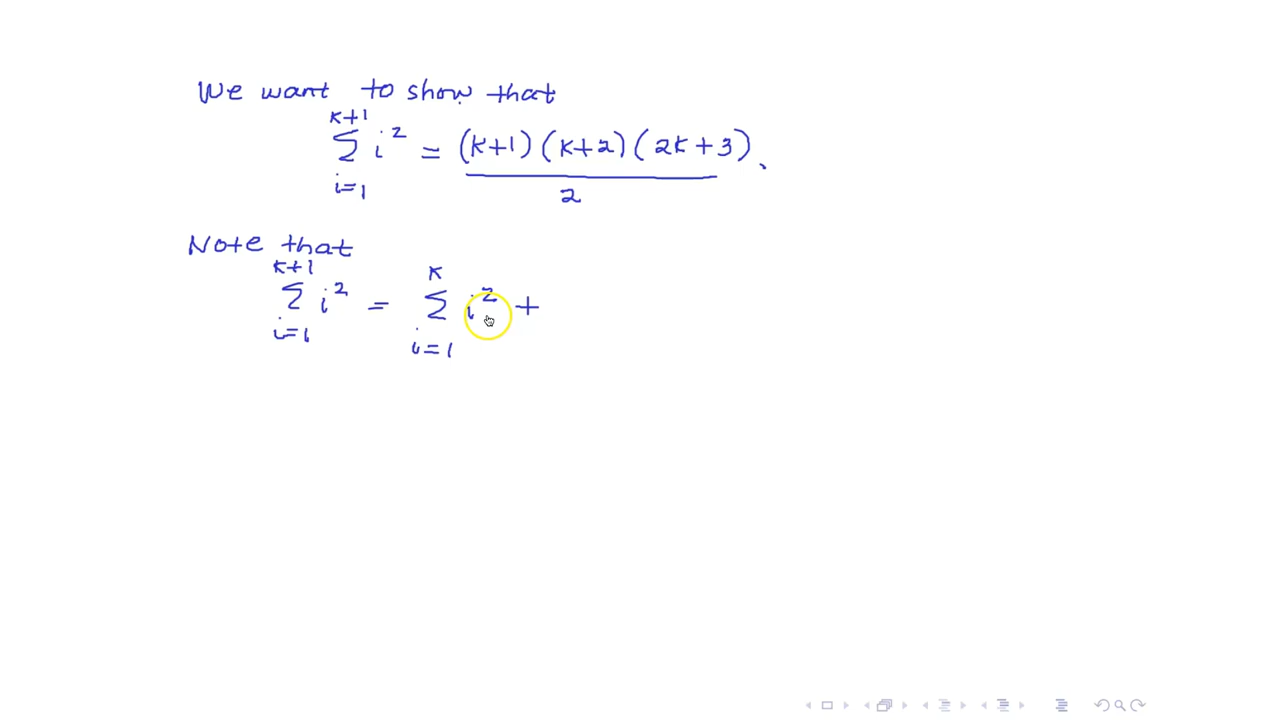 We want to show that
k+1
∑ i² = (k+1)(k+2)(2k+3).
i=1
2
Note that
k+1
∑ i² = ∑ i² +
k
i=1
i=1